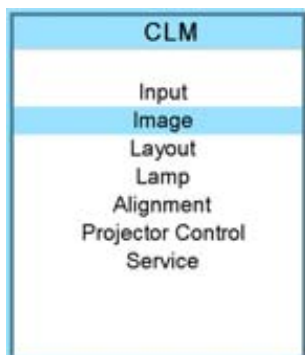 CLM
Input
Image
Layout
Lamp
Alignment
Projector Control
Service